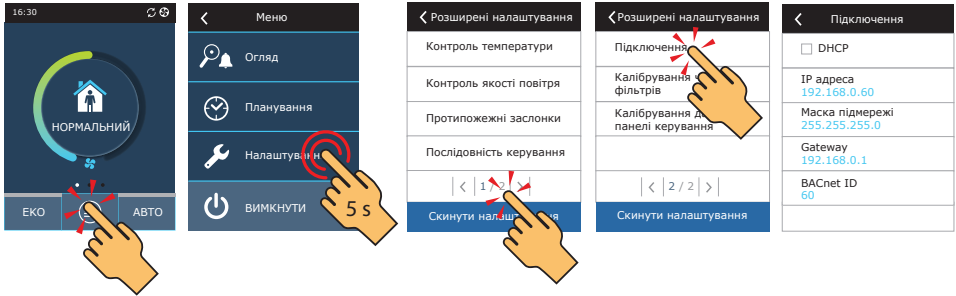 16:30
НОРМАЛЬНИЙ
ЕКО
АВТО
Меню
Огляд
Планування
Налаштуванн
ВИМКНУТИ
5 s
Розширені налаштування
Контроль температури
Контроль якості повітря
Протипожежні заслонки
Послідовність керування
1 / 2
Скинути налаштування
Розширені налаштування
Підключення
Калібрування
фільтрів
Калібрування
панелі керування
2 / 2
Скинути налаштування
Підключення
DHCP
IP адреса
192.168.0.60
Маска підмережі
255.255.255.0
Gateway
192.168.0.1
BACnet ID
60